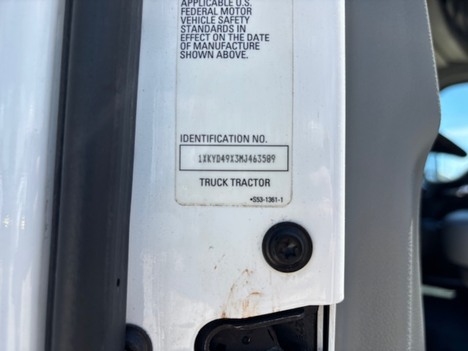 APPLICABLE U.S.
FEDERAL MOTOR
VEHICLE SAFETY
STANDARDS IN
EFFECT ON THE DATE
OF MANUFACTURE
SHOWN ABOVE.
IDENTIFICATION NO.
1XKYD49X3MJ463589
TRUCK TRACTOR
•S53-1361-1